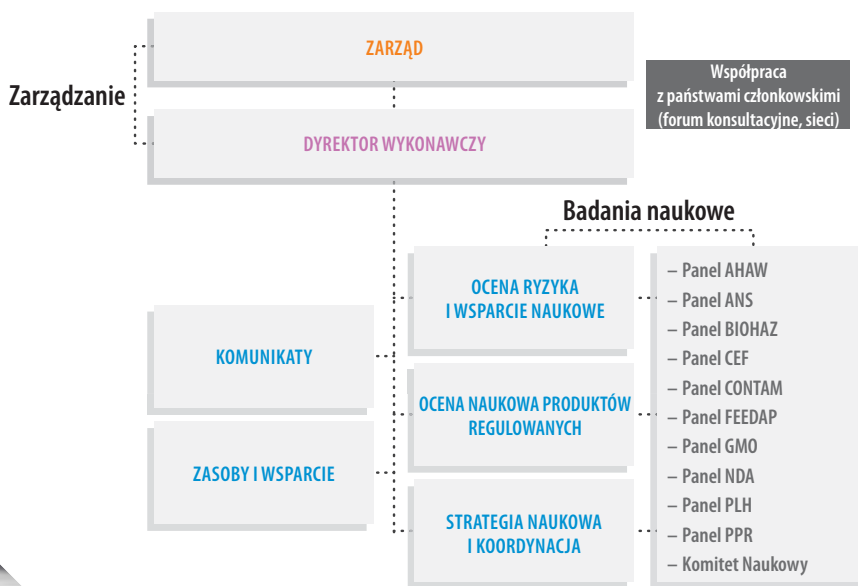 ZARZĄD
Zarządzanie
Współpraca
z państwami członkowskimi
(forum konsultacyjne, sieci)
DYREKTOR WYKONAWCZY
Badania naukowe
OCENA RYZYKA
I WSPARCIE NAUKOWE
KOMUNIKATY
OCENA NAUKOWA PRODUKTÓW
REGULOWANYCH
ZASOBY I WSPARCIE
STRATEGIA NAUKOWA
I KOORDYNACJA
– Panel AHAW
– Panel ANS
– Panel BIOHAZ
– Panel CEF
– Panel CONTAM
– Panel FEEDAP
– Panel GMO
– Panel NDA
– Panel PLH
– Panel PPR
– Komitet Naukowy